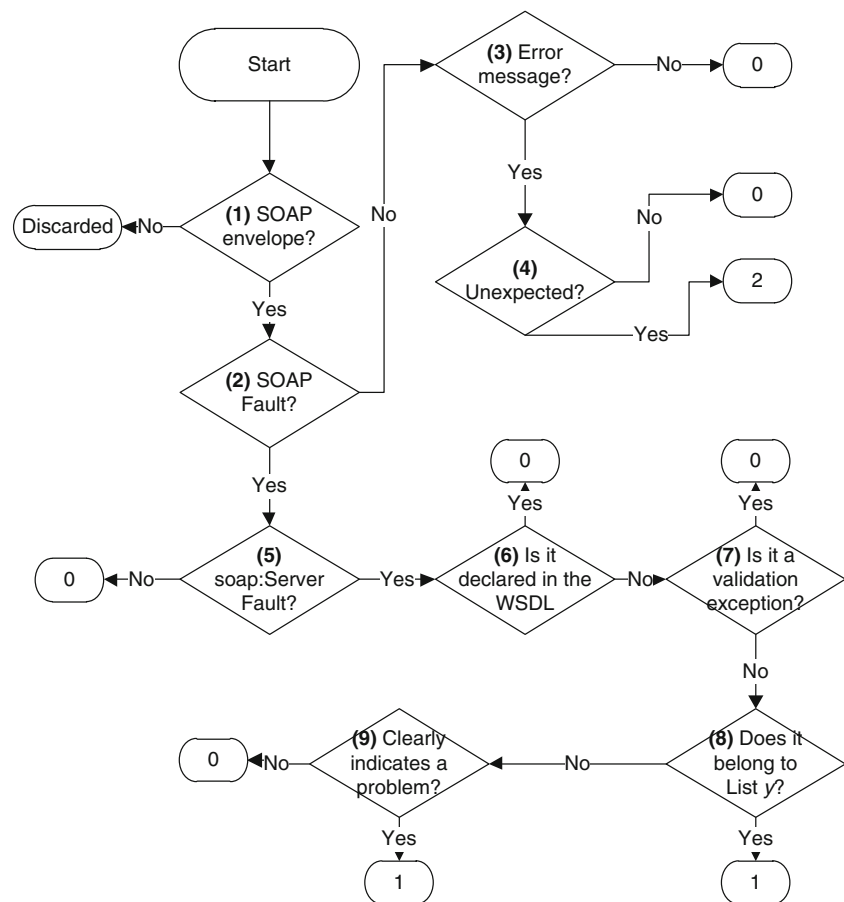 Start
(1) SOAP
envelope?
No
Discarded
Yes
(2) SOAP
Fault?
No
(3) Error
message?
No
0
Yes
(4)
Unexpected?
No
0
Yes
2
Yes
(5)
soap:Server
Fault?
No
0
Yes
(6) Is it
declared in the
WSDL
Yes
0
No
(7) Is it a
validation
exception?
Yes
0
No
(8) Does it
belong to
List y?
Yes
1
No
(9) Clearly
indicates a
problem?
No
0
Yes
1